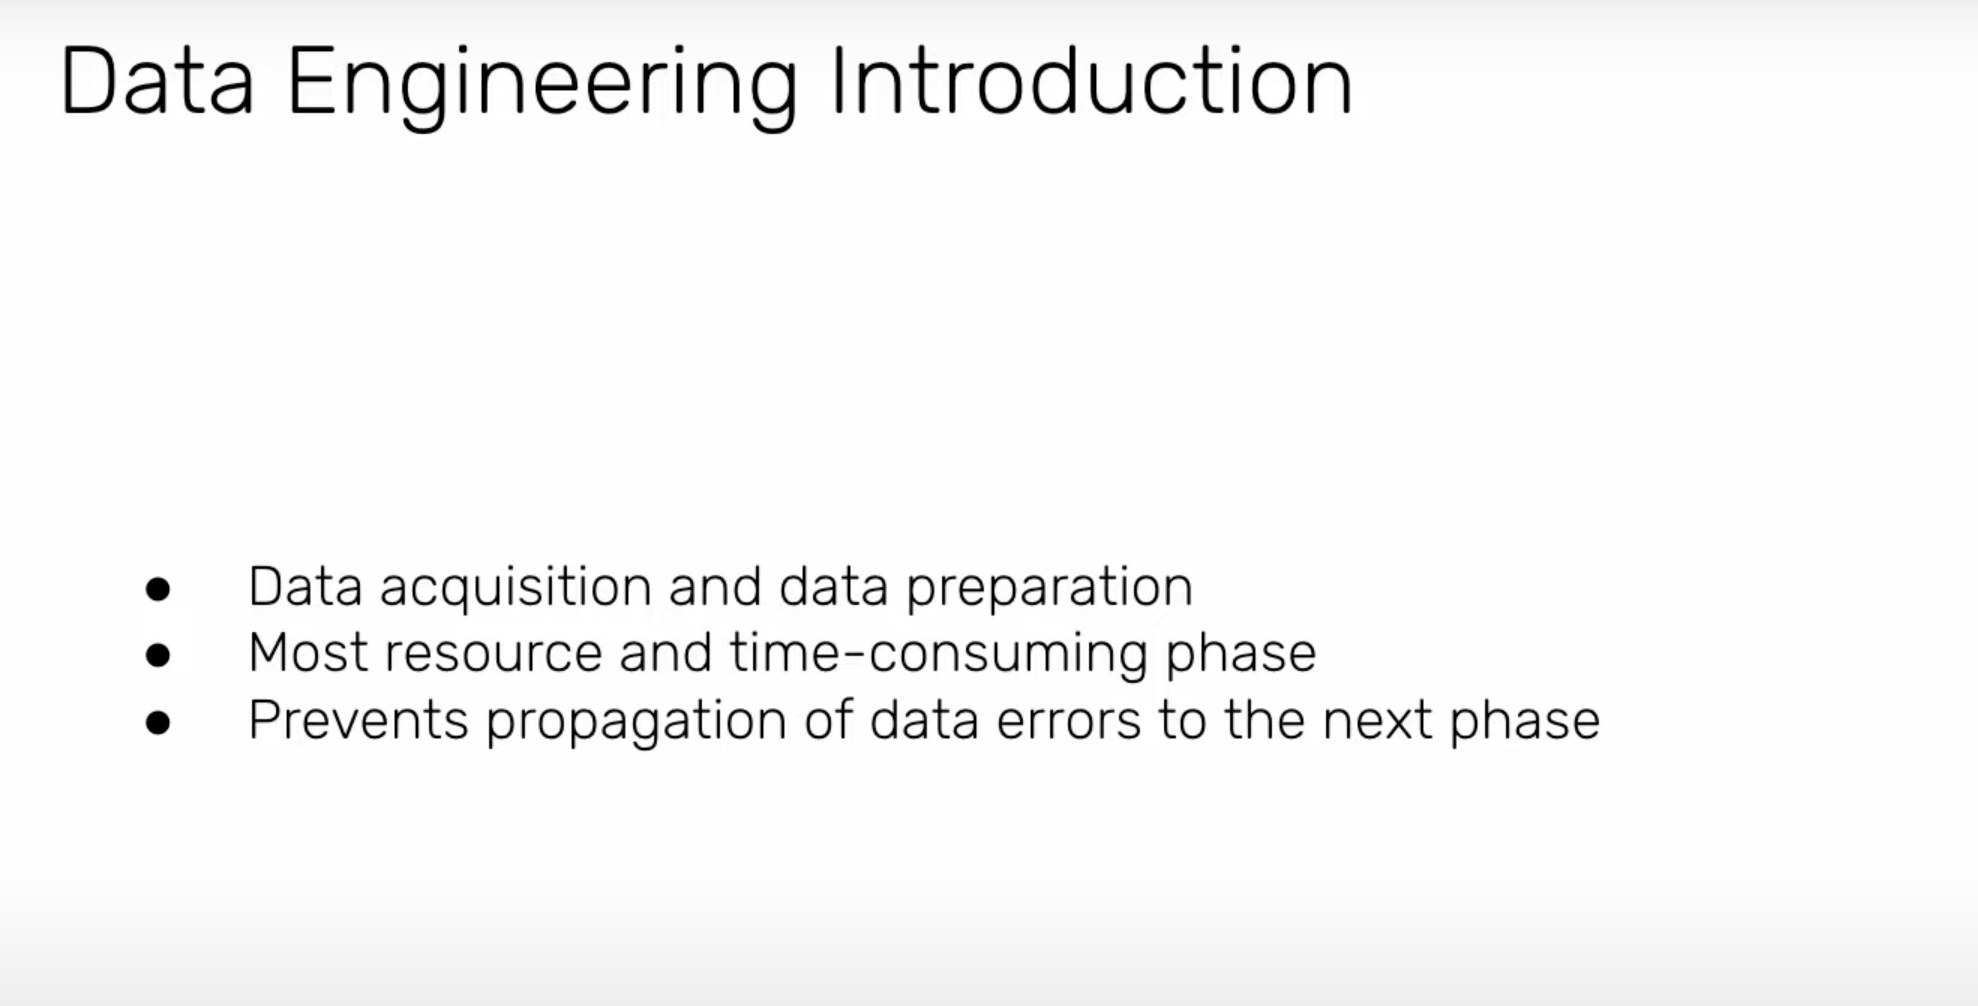 Data Engineering Introduction
● Data acquisition and data preparation
● Most resource and time-consuming phase
● Prevents propagation of data errors to the next phase